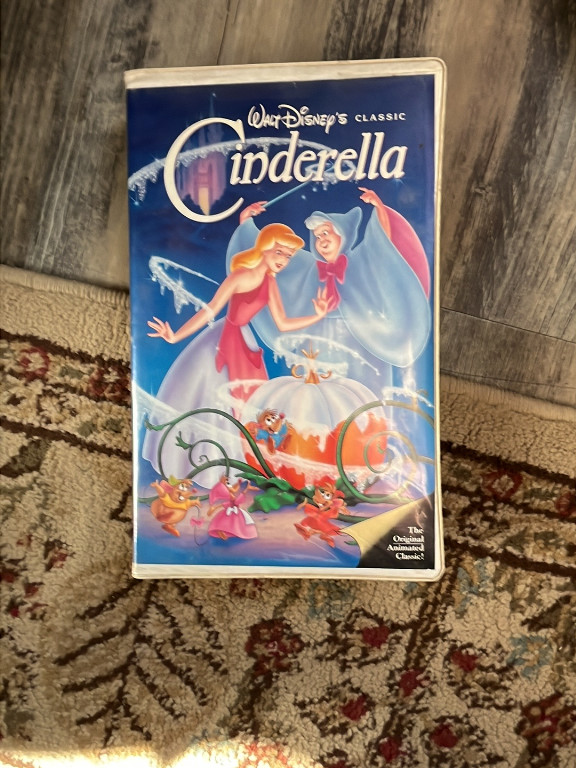 Walt Disney's CLASSIC
Cinderella
The
Original
Animated
Classic!